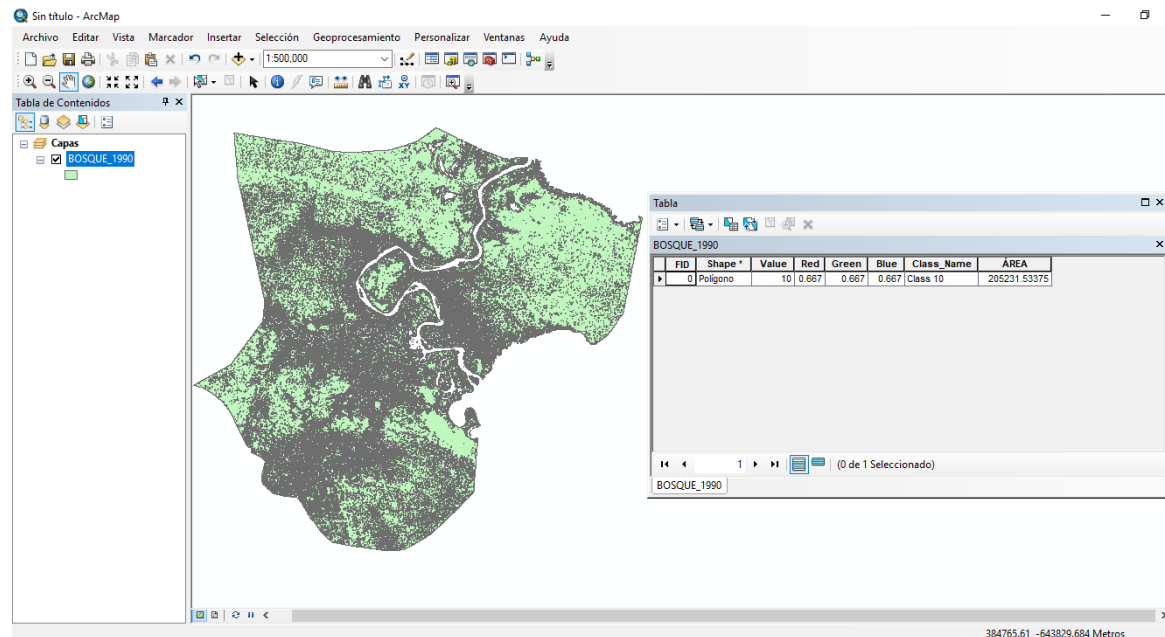 Sin título - ArcMap
Archivo Editar Vista Marcador Insertar Selección Geoprocesamiento Personalizar Ventanas Ayuda
1:500,000
Tabla de Contenidos
Capas
BOSQUE_1990
Tabla
BOSQUE_1990
FID Shape * Value Red Green Blue Class_Name ÁREA
0 Polígono 10 0.667 0.667 0.667 Class 10 205231.53375
1 (0 de 1 Seleccionado)
BOSQUE_1990
384765.61 -643829.684 Metros